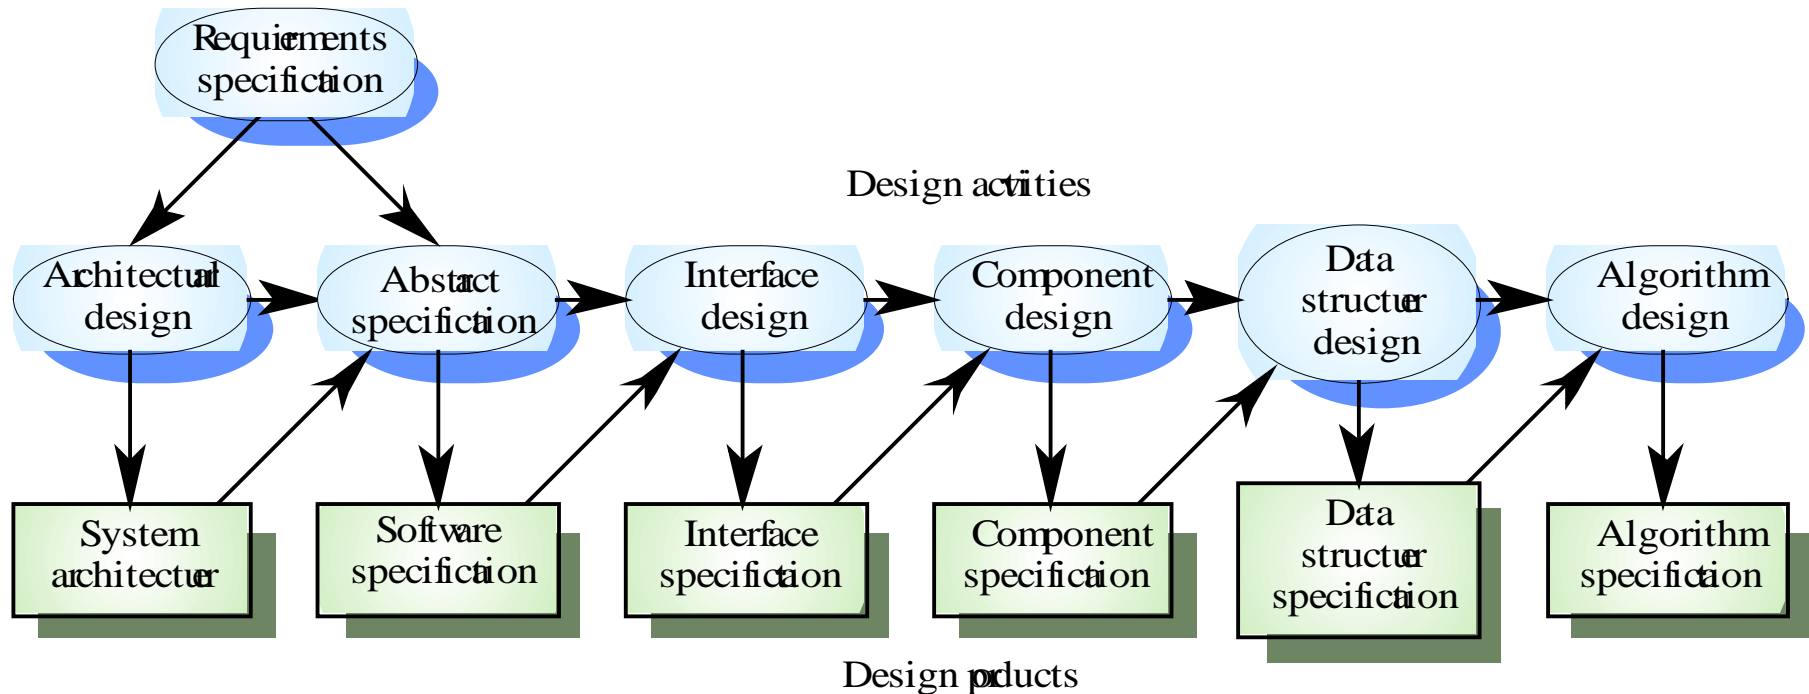 Requirements
specification
Design activities
Architectural
design
Abstract
specification
Interface
design
Component
design
Data
structure
design
Algorithm
design
System
architecture
Software
specification
Interface
specification
Component
specification
Data
structure
specification
Algorithm
specification
Design products